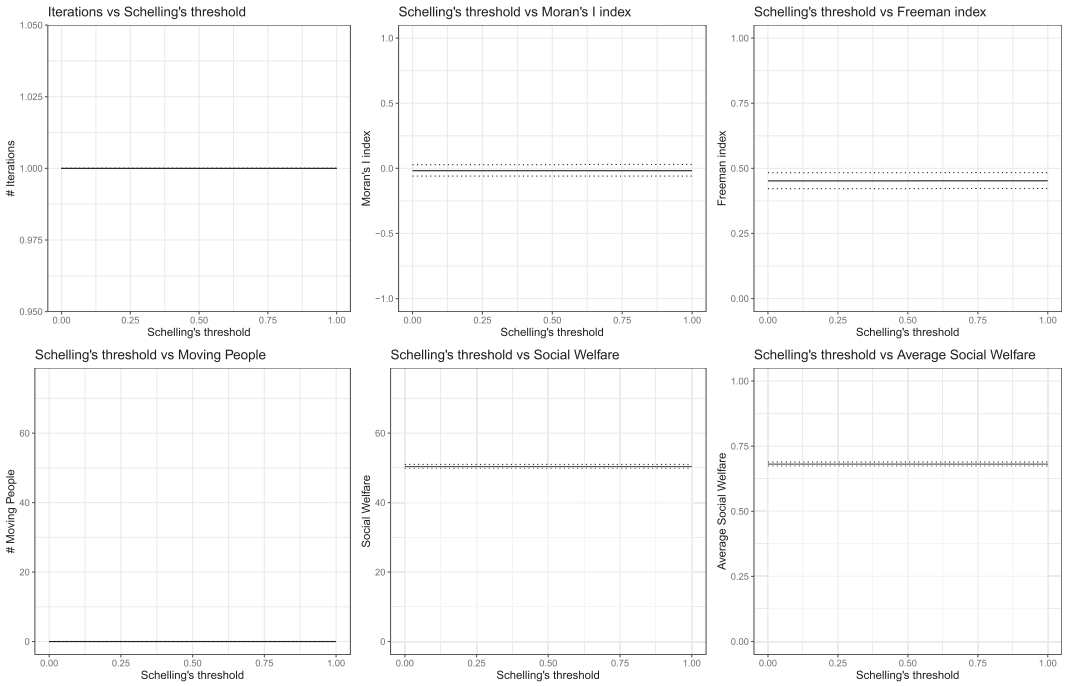 Iterations vs Schelling's threshold
1.050
1.025
1.000
0.975
0.950
# Iterations
0.00 0.25 0.50 0.75 1.00
Schelling's threshold
Schelling's threshold vs Moran's I index
1.0
0.5
0.0
−0.5
−1.0
Moran's I index
0.00 0.25 0.50 0.75 1.00
Schelling's threshold
Schelling's threshold vs Freeman index
1.00
0.75
0.50
0.25
0.00
Freeman index
0.00 0.25 0.50 0.75 1.00
Schelling's threshold
Schelling's threshold vs Moving People
60
40
20
0
# Moving People
0.00 0.25 0.50 0.75 1.00
Schelling's threshold
Schelling's threshold vs Social Welfare
60
40
20
0
Social Welfare
0.00 0.25 0.50 0.75 1.00
Schelling's threshold
Schelling's threshold vs Average Social Welfare
1.00
0.75
0.50
0.25
0.00
Average Social Welfare
0.00 0.25 0.50 0.75 1.00
Schelling's threshold